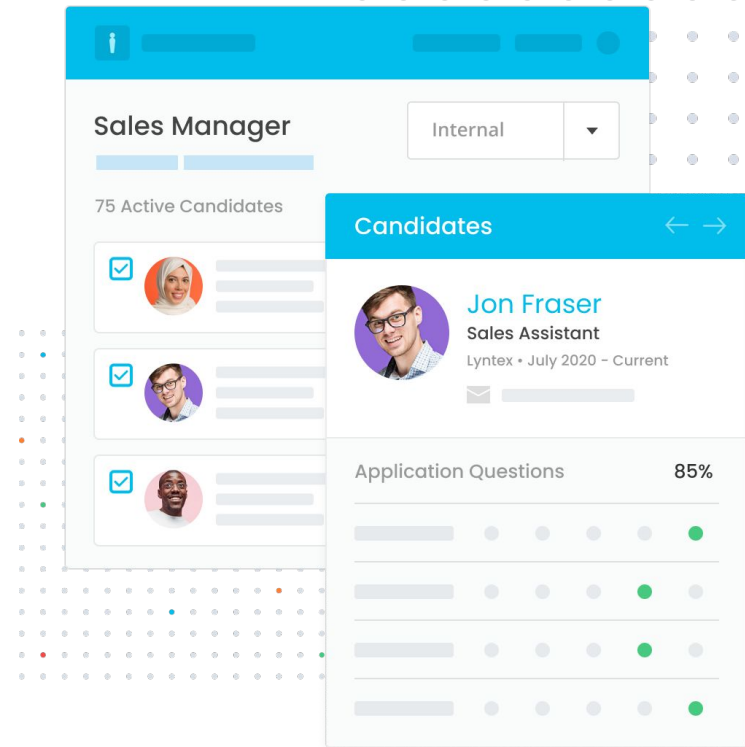 Sales Manager
Internal
75 Active Candidates
Candidates
Jon Fraser
Sales Assistant
Lyntex • July 2020 - Current
Application Questions 85%